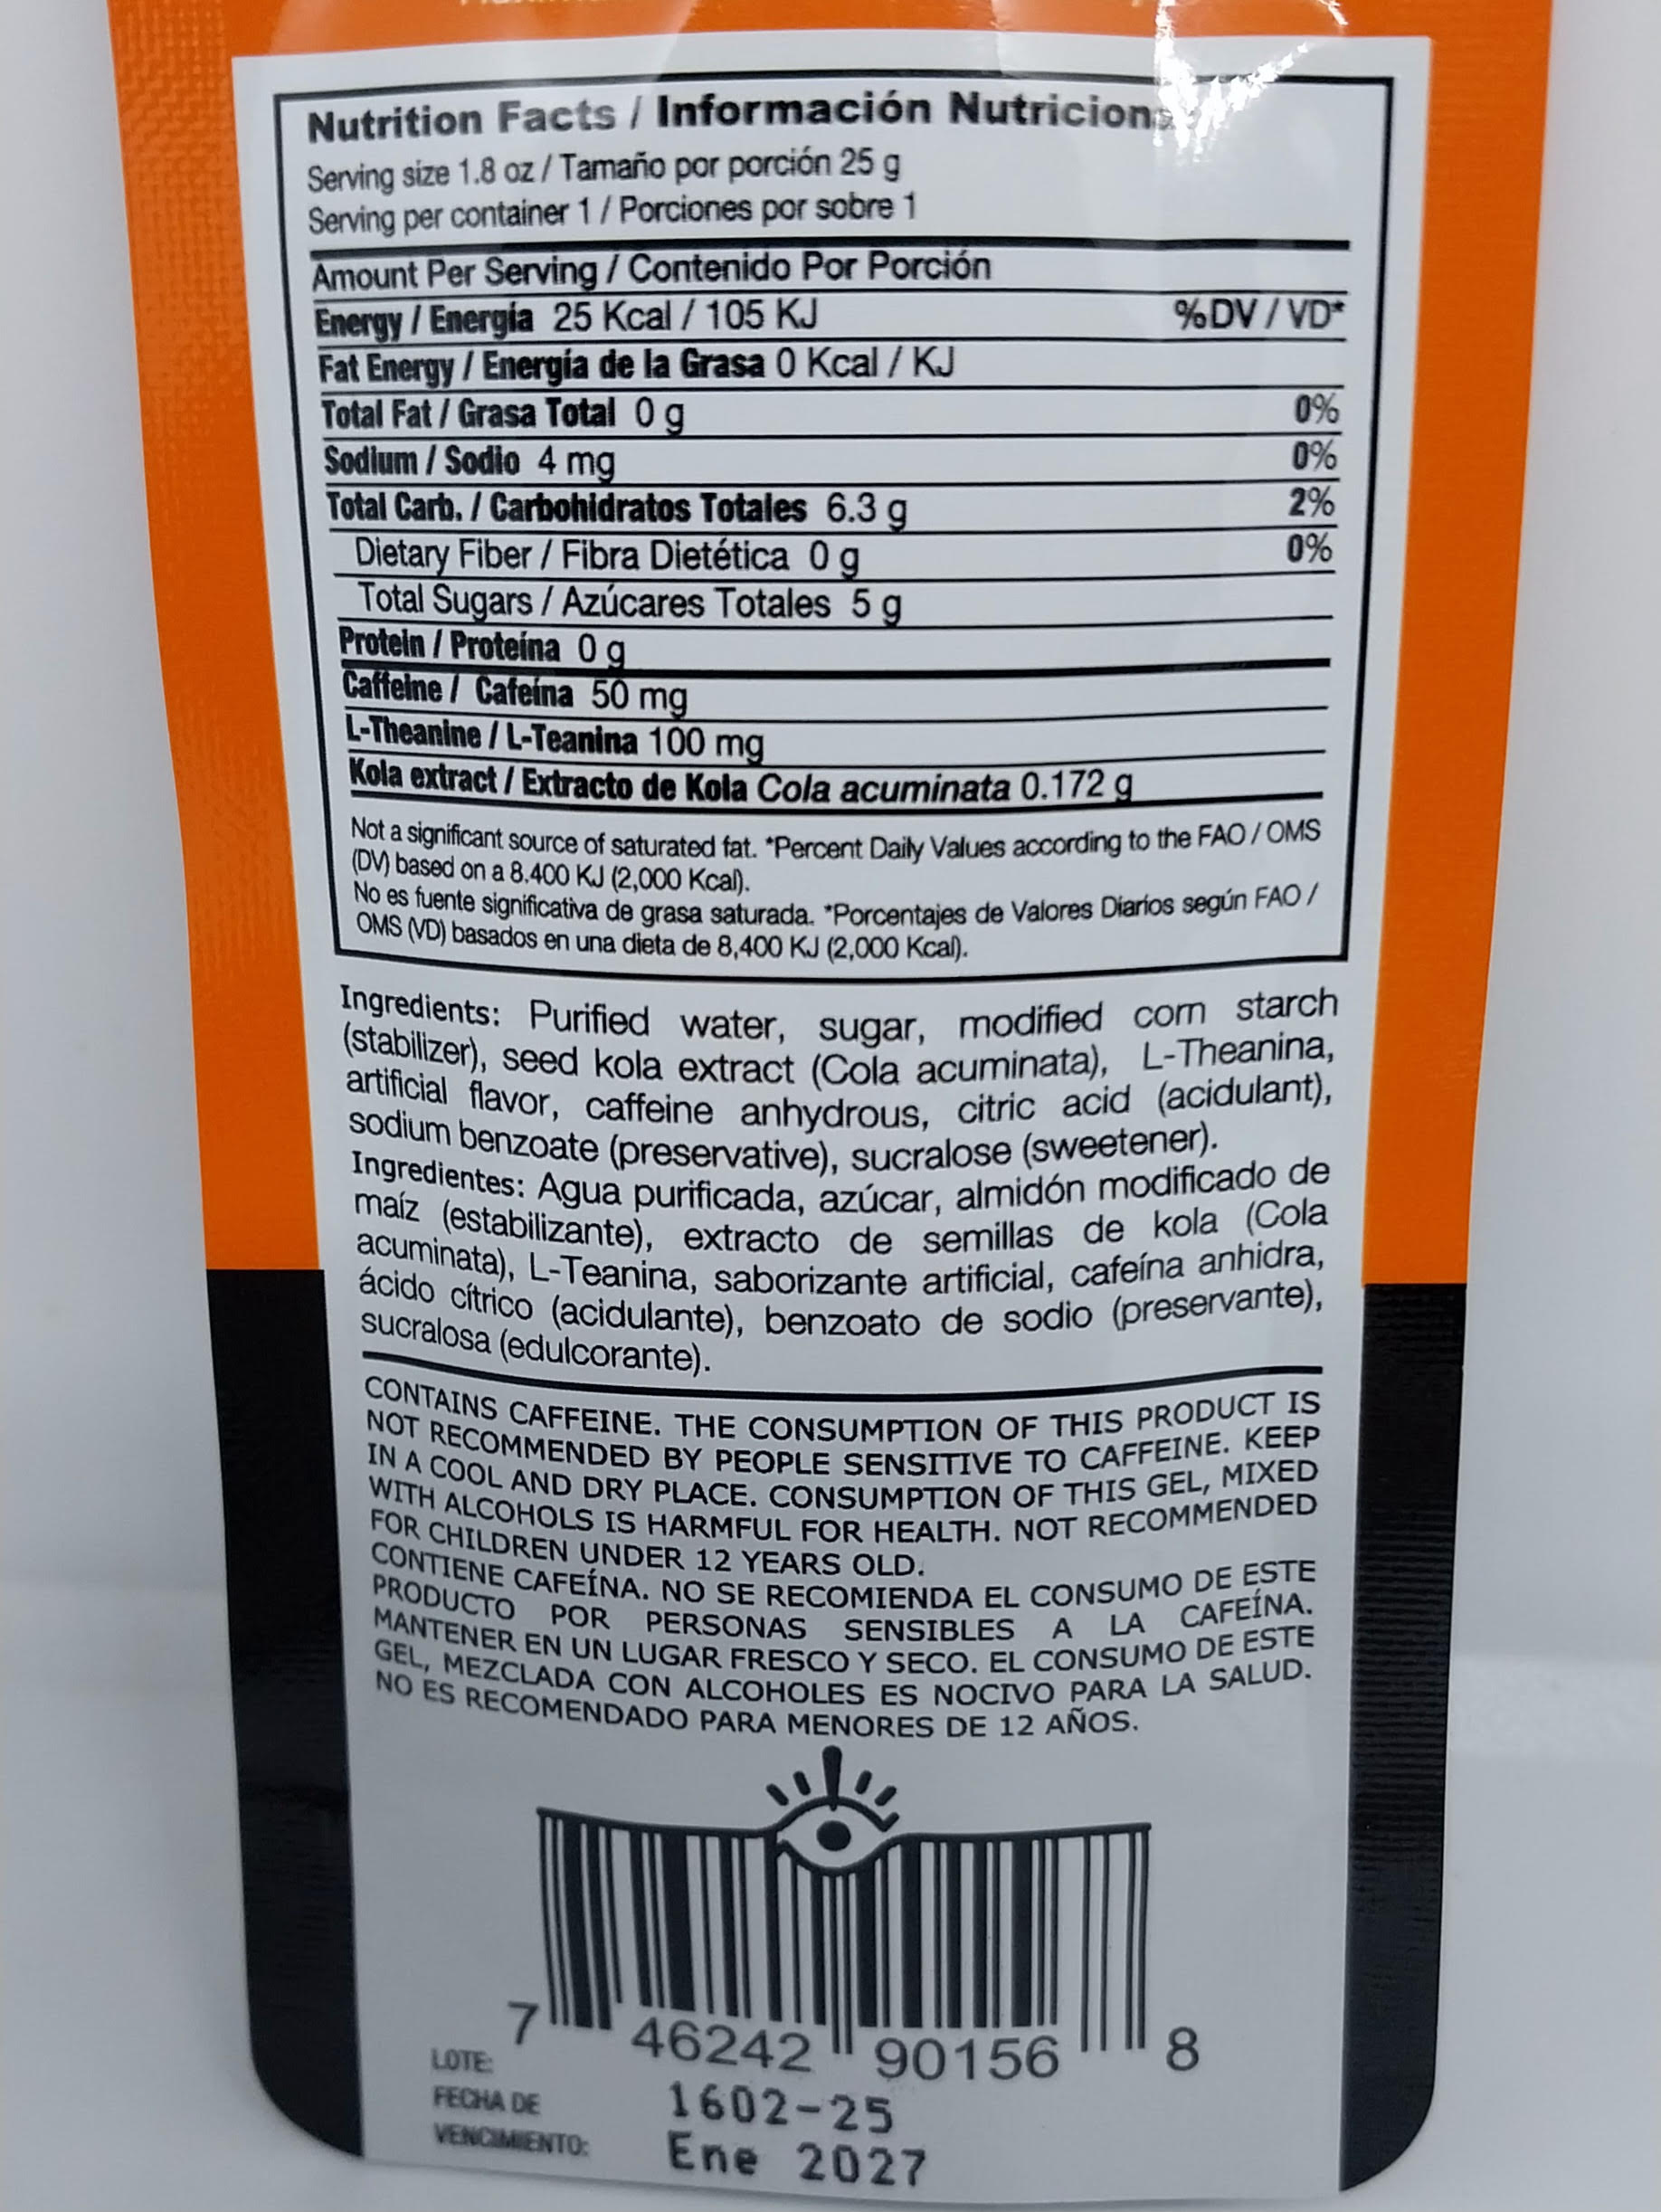 Nutrition Facts / Información
Serving size 1.8 oz / Tamaño por porción 25 g
Serving per container 1 / Porciones por sobre 1
Amount Per Serving / Contenido Por Porción
Energy / Energía 25 Kcal / 105 KJ %DV / VD*
Fat Energy / Energía de la Grasa 0 Kcal / KJ
Total Fat / Grasa Total 0 g 0%
Sodium / Sodio 4 mg 0%
Total Carb. / Carbohidratos Totales 6.3 g 2%
Dietary Fiber / Fibra Dietética 0 g 0%
Total Sugars / Azúcares Totales 5 g
Protein / Proteína 0 g
Caffeine / Cafeína 50 mg
L-Theanine / L-Teanina 100 mg
Kola extract / Extracto de Kola Cola acuminata 0.172 g
Not a significant source of saturated fat. *Percent Daily Values according to the FAO / OMS
(DV) based on a 8.400 KJ (2,000 Kcal).
No es fuente significativa de grasa saturada. *Porcentajes de Valores Diarios según FAO /
OMS (VD) basados en una dieta de 8,400 KJ (2,000 Kcal).
Ingredients: Purified water, sugar, modified corn starch
(stabilizer), seed kola extract (Cola acuminata), L-Theanina,
artificial flavor, caffeine anhydrous, citric acid (acidulant),
sodium benzoate (preservative), sucralose (sweetener).
Ingredientes: Agua purificada, azúcar, almidón modificado de
maíz (estabilizante), extracto de semillas de kola (Cola
acuminata), L-Teanina, saborizante artificial, cafeína anhidra,
ácido cítrico (acidulante), benzoato de sodio (preservante),
sucralosa (edulcorante).
CONTAINS CAFFEINE. THE CONSUMPTION OF THIS PRODUCT IS
NOT RECOMMENDED BY PEOPLE SENSITIVE TO CAFFEINE. KEEP
IN A COOL AND DRY PLACE. CONSUMPTION OF THIS GEL, MIXED
WITH ALCOHOLS IS HARMFUL FOR HEALTH. NOT RECOMMENDED
FOR CHILDREN UNDER 12 YEARS OLD.
CONTIENE CAFEÍNA. NO SE RECOMIENDA EL CONSUMO DE ESTE
PRODUCTO POR PERSONAS SENSIBLES A LA CAFEÍNA.
MANTENER EN UN LUGAR FRESCO Y SECO. EL CONSUMO DE ESTE
GEL, MEZCLADA CON ALCOHOLES ES NOCIVO PARA LA SALUD.
NO ES RECOMENDADO PARA MENORES DE 12 AÑOS.
7 46242 90156 8
LOTE: 1602-25
FECHA DE
VENCIMIENTO: Ene 2027